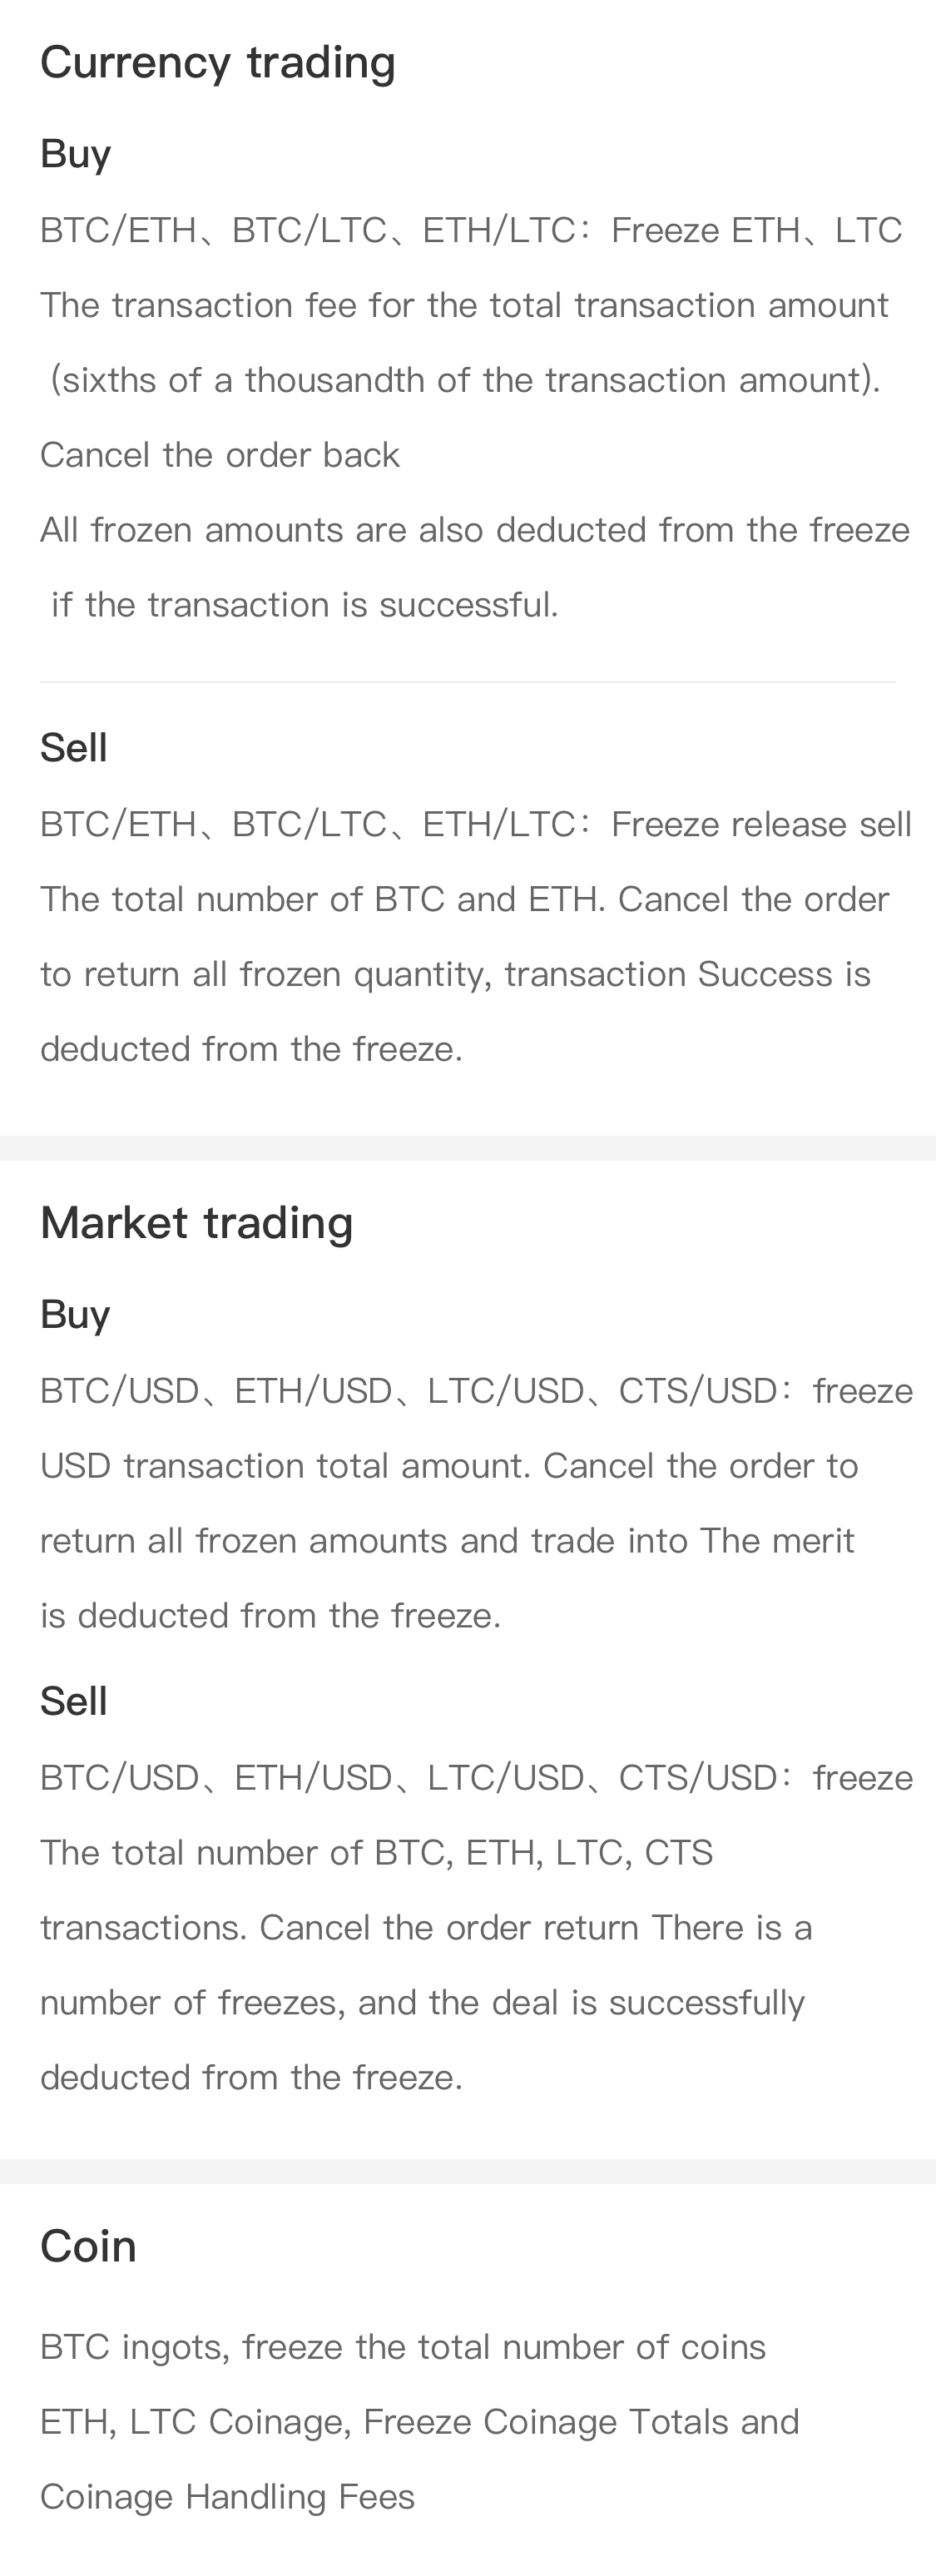 Currency trading
Buy
BTC/ETH、BTC/LTC、ETH/LTC：Freeze ETH、LTC
The transaction fee for the total transaction amount
(sixths of a thousandth of the transaction amount).
Cancel the order back
All frozen amounts are also deducted from the freeze
if the transaction is successful.
Sell
BTC/ETH、BTC/LTC、ETH/LTC：Freeze release sell
The total number of BTC and ETH. Cancel the order
to return all frozen quantity, transaction Success is
deducted from the freeze.
Market trading
Buy
BTC/USD、ETH/USD、LTC/USD、CTS/USD：freeze
USD transaction total amount. Cancel the order to
return all frozen amounts and trade into The merit
is deducted from the freeze.
Sell
BTC/USD、ETH/USD、LTC/USD、CTS/USD：freeze
The total number of BTC, ETH, LTC, CTS
transactions. Cancel the order return There is a
number of freezes, and the deal is successfully
deducted from the freeze.
Coin
BTC ingots, freeze the total number of coins
ETH, LTC Coinage, Freeze Coinage Totals and
Coinage Handling Fees